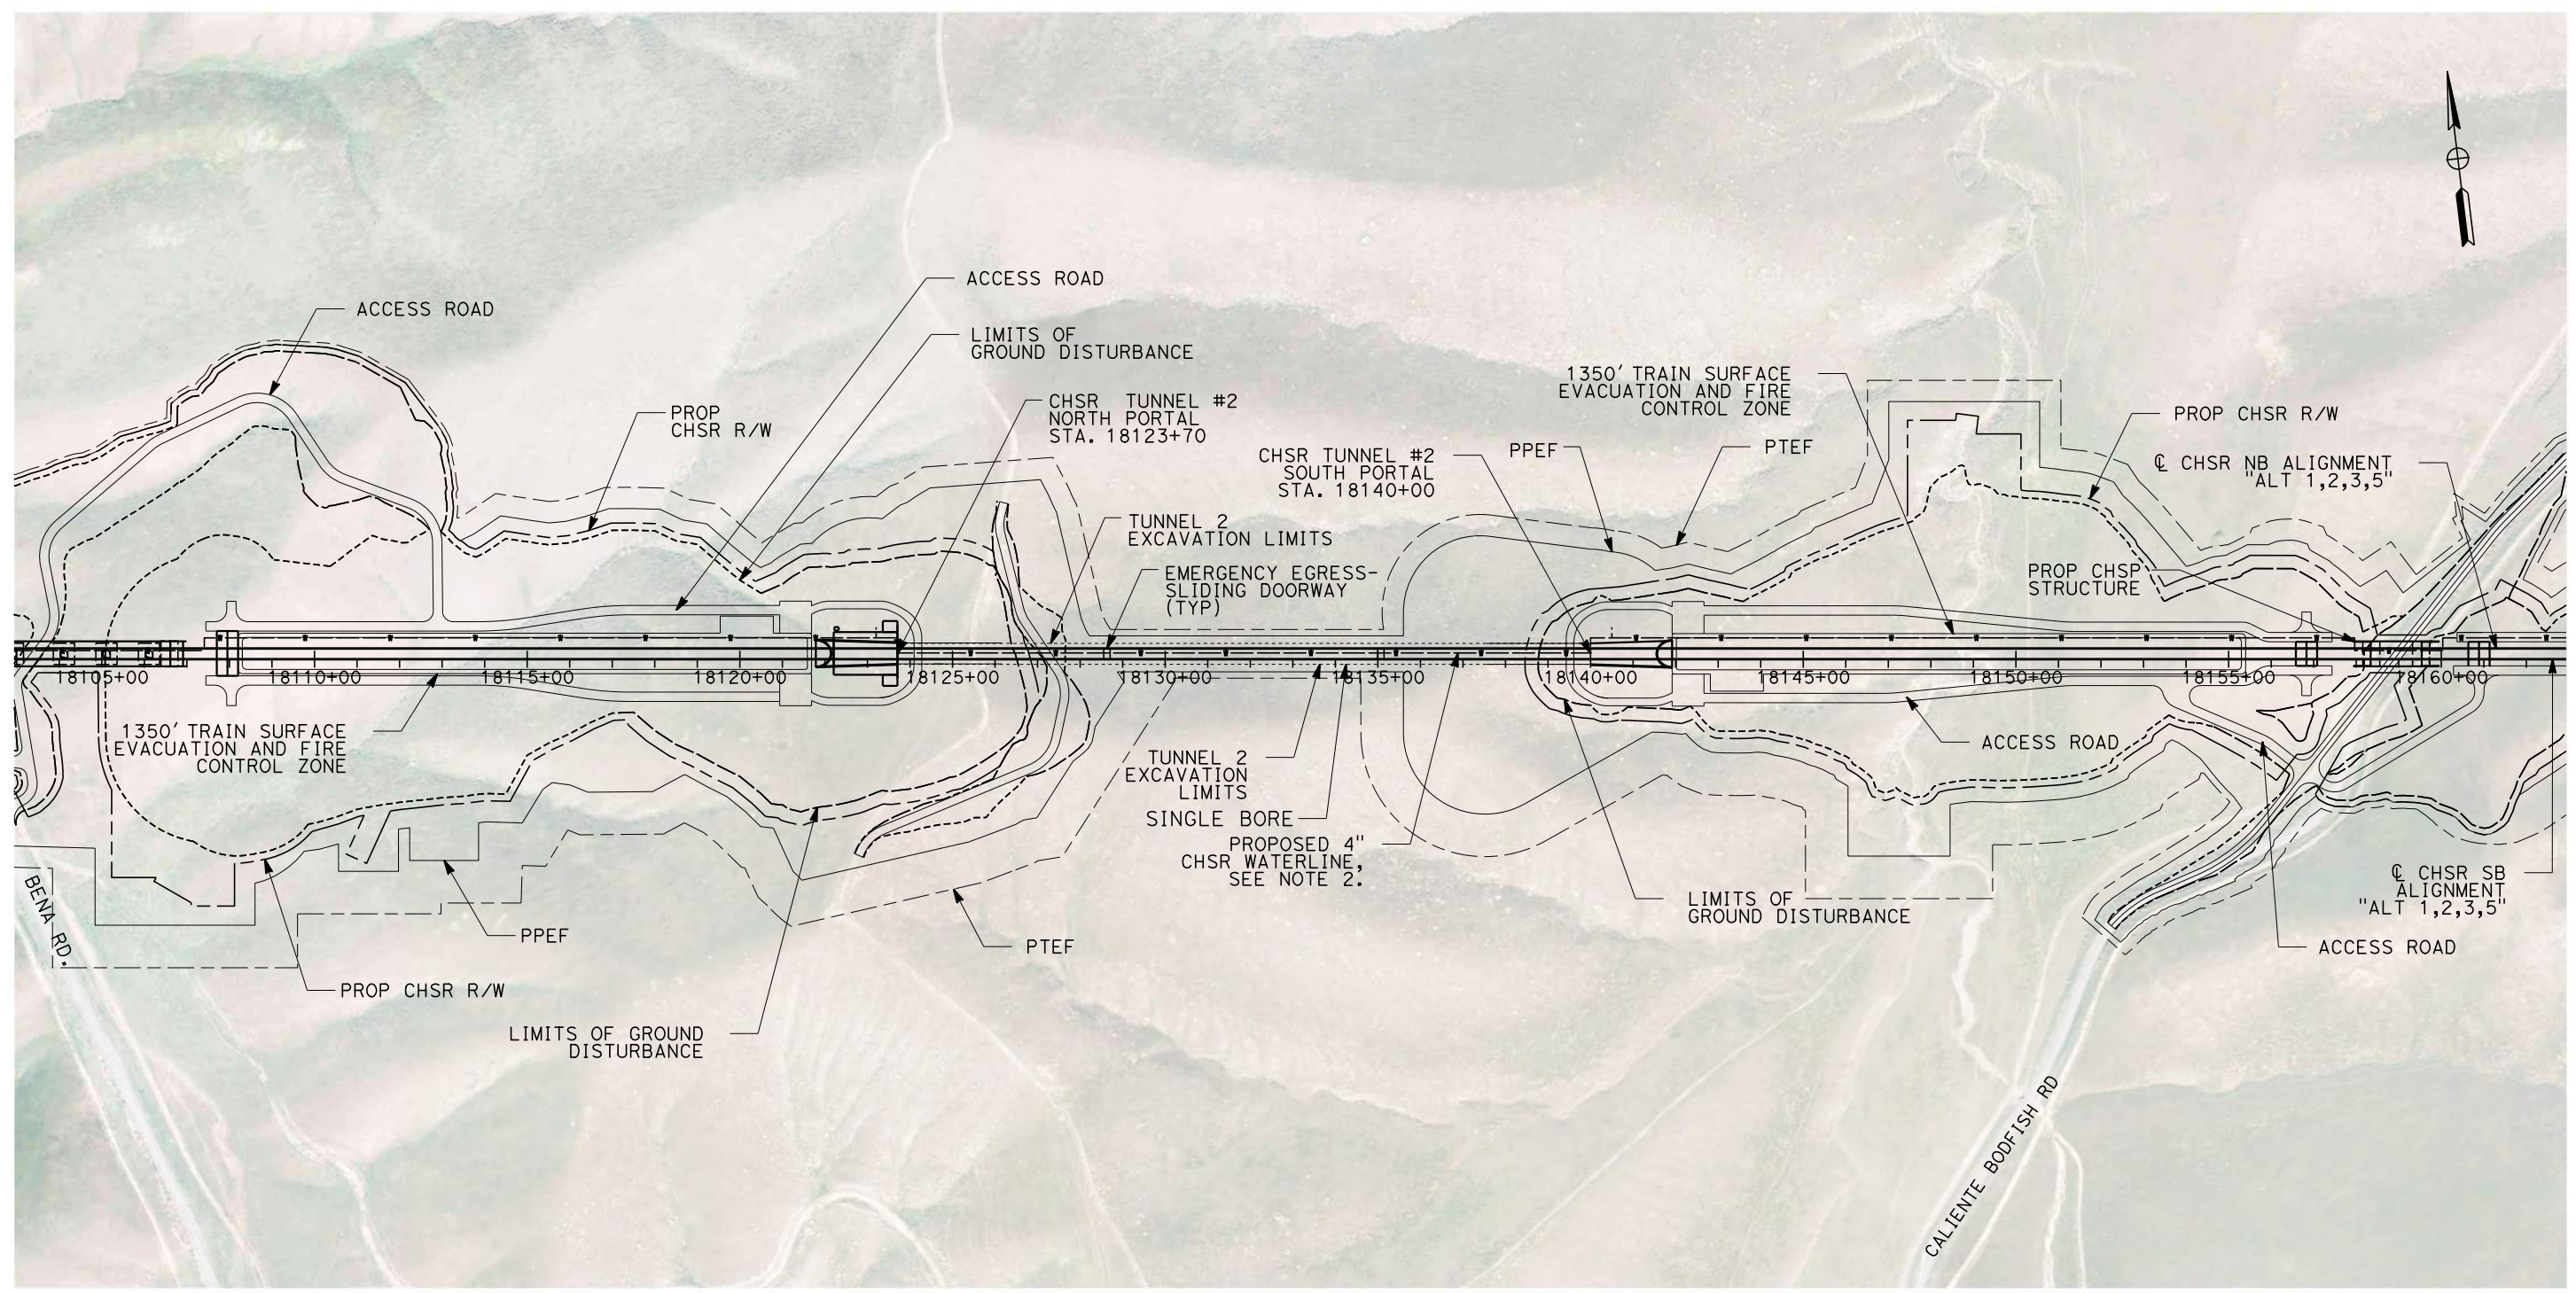 ACCESS ROAD
ACCESS ROAD
LIMITS OF
GROUND DISTURBANCE
PROP
CHSR R/W
CHSR TUNNEL #2
NORTH PORTAL
STA. 18123+70
1350' TRAIN SURFACE
EVACUATION AND FIRE
CONTROL ZONE
CHSR TUNNEL #2
SOUTH PORTAL
STA. 18140+00
PPEF
PTEF
PROP CHSR R/W
℄ CHSR NB ALIGNMENT
"ALT 1,2,3,5"
TUNNEL 2
EXCAVATION LIMITS
EMERGENCY EGRESS-
SLIDING DOORWAY
(TYP)
PROP CHSP
STRUCTURE
18105+00
18110+00
18115+00
18120+00
18125+00
18130+00
18135+00
18140+00
18145+00
18150+00
18155+00
18160+00
1350' TRAIN SURFACE
EVACUATION AND FIRE
CONTROL ZONE
TUNNEL 2
EXCAVATION
LIMITS
SINGLE BORE
PROPOSED 4"
CHSR WATERLINE,
SEE NOTE 2.
ACCESS ROAD
LIMITS OF
GROUND DISTURBANCE
℄ CHSR SB
ALIGNMENT
"ALT 1,2,3,5"
ACCESS ROAD
BENA RD.
PPEF
PTEF
PROP CHSR R/W
LIMITS OF GROUND
DISTURBANCE
CALIENTE BODFISH RD